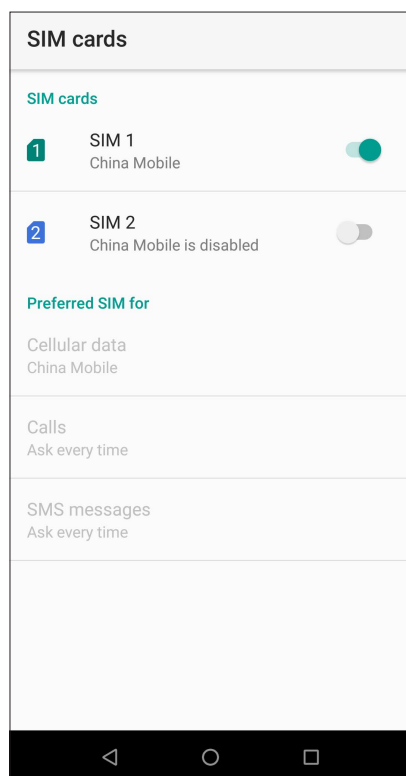 SIM cards
SIM cards
1
SIM 1
China Mobile
2
SIM 2
China Mobile is disabled
Preferred SIM for
Cellular data
China Mobile
Calls
Ask every time
SMS messages
Ask every time